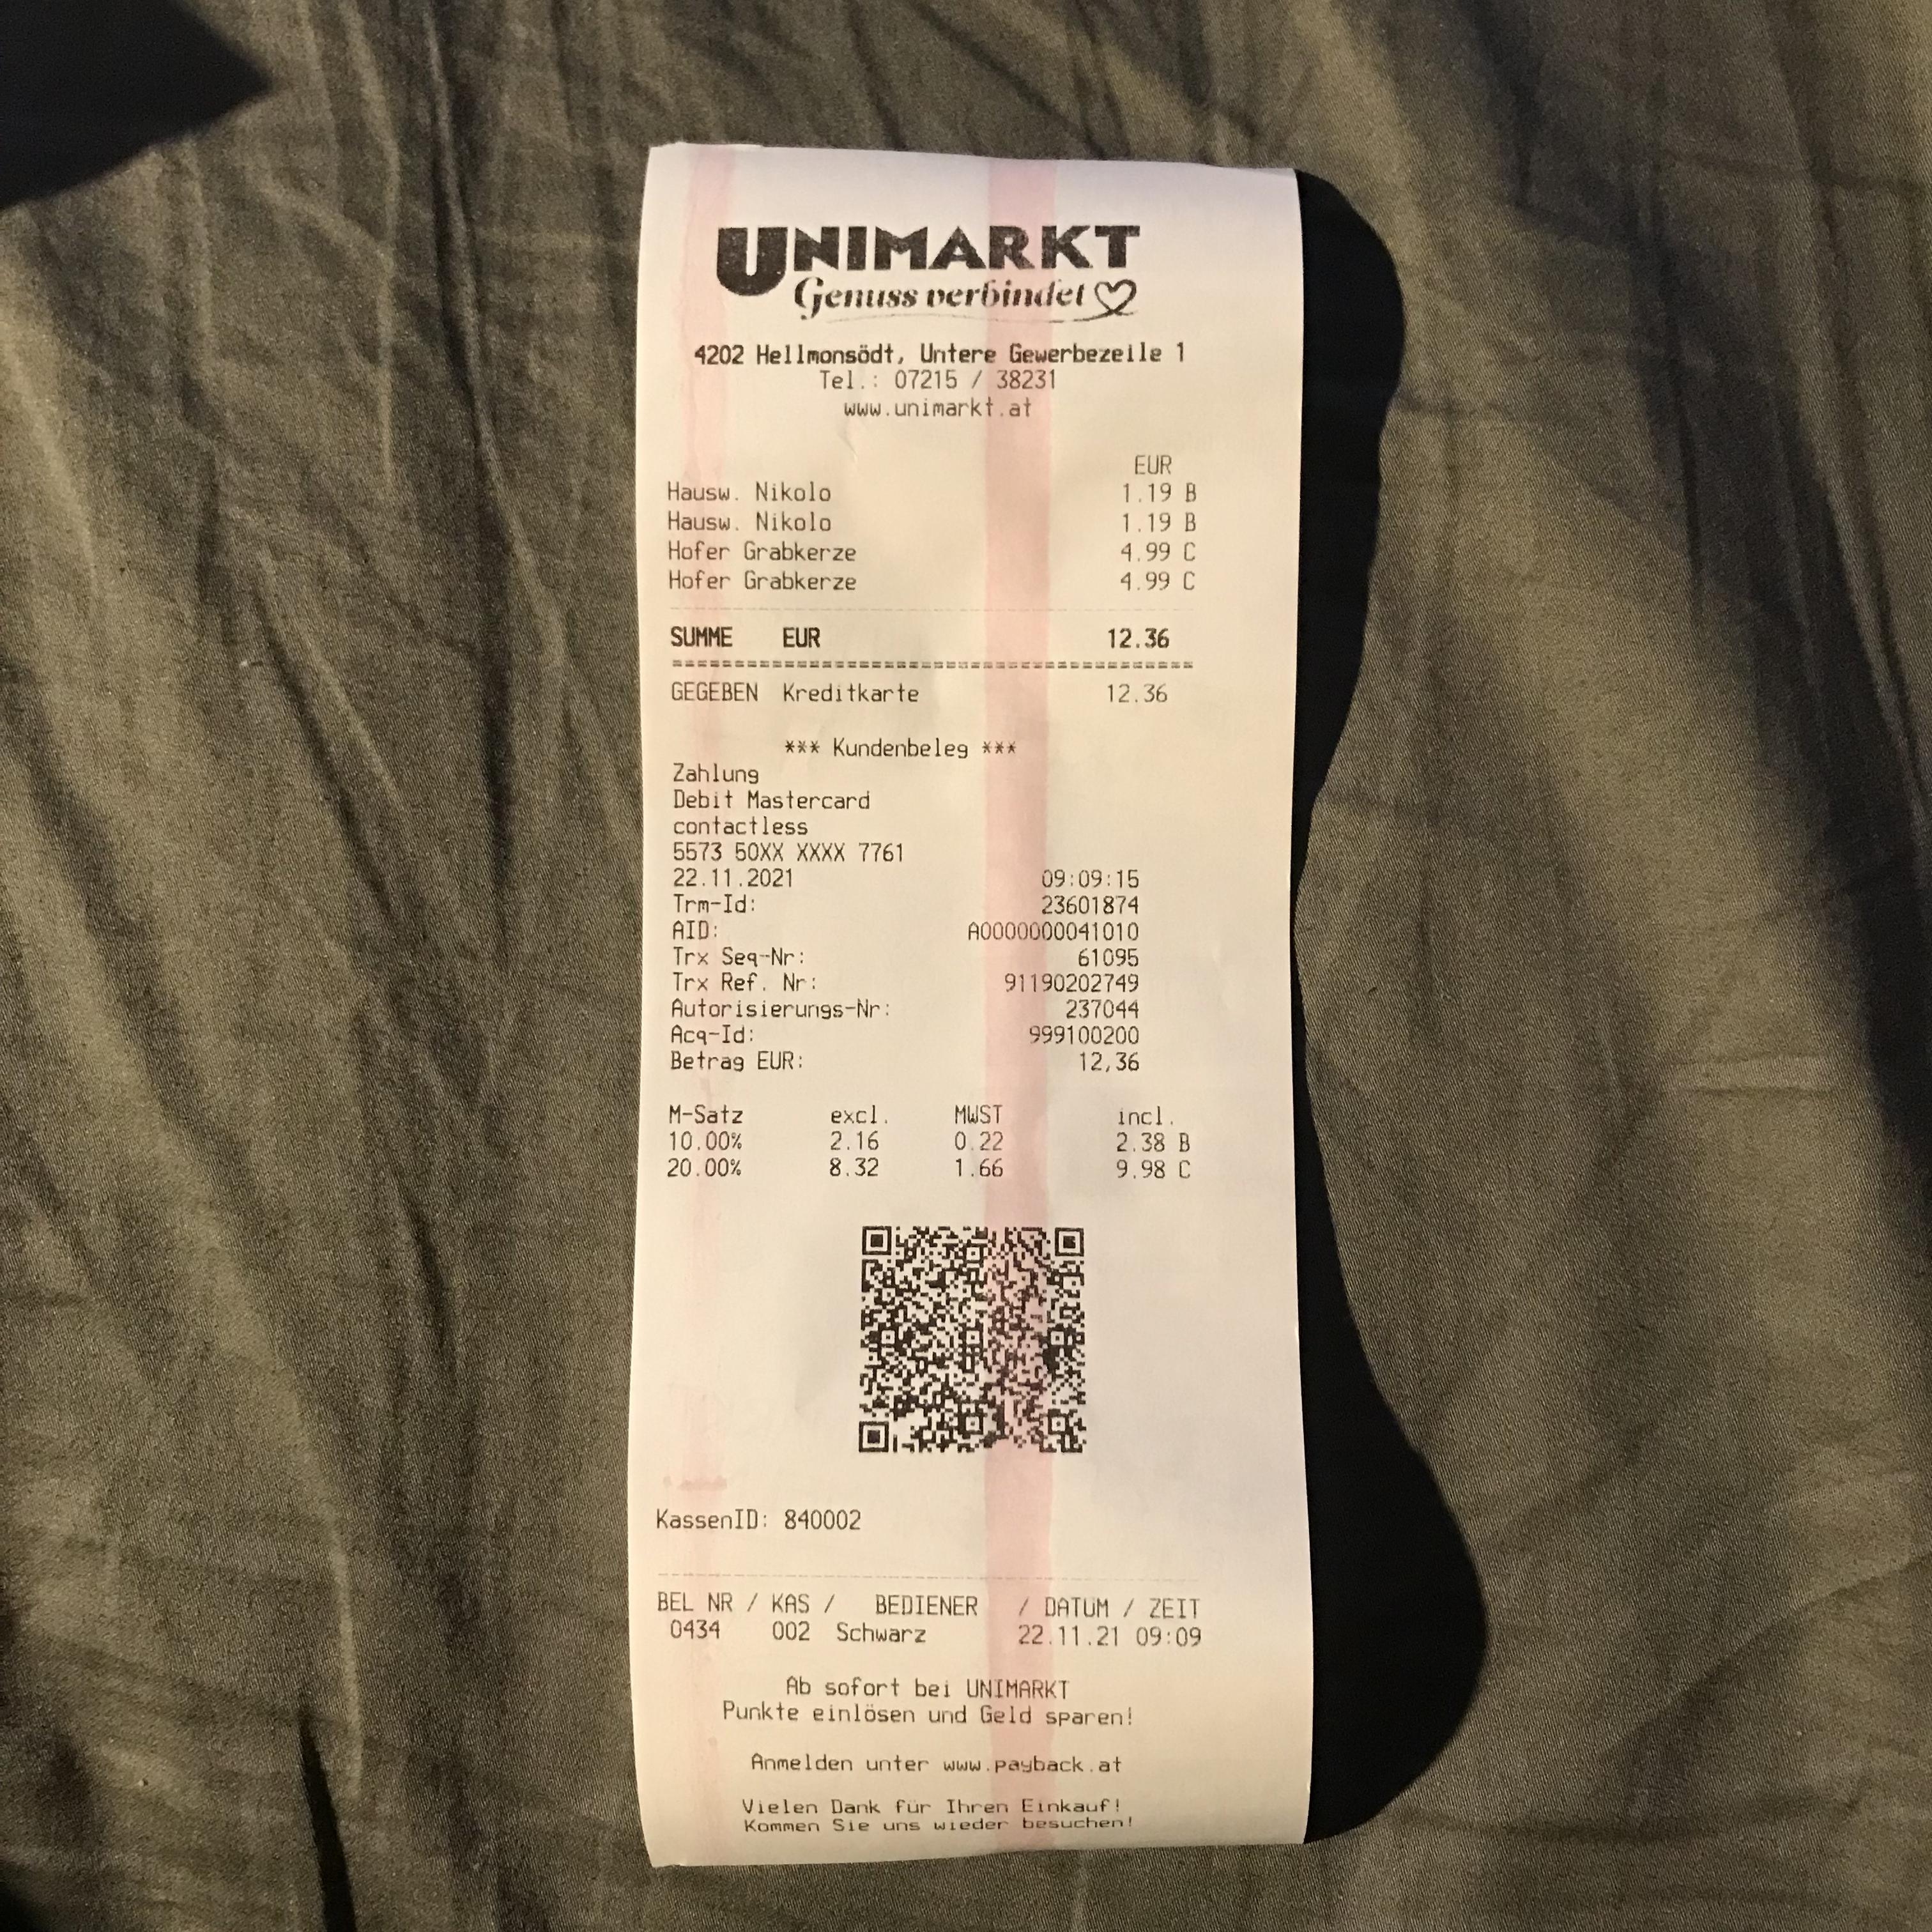 UNIMARKT
Genuss verbindet
4202 Hellmonsödt, Untere Gewerbezeile 1
Tel.: 07215 / 38231
www.unimarkt.at
EUR
Hausw. Nikolo 1.19 B
Hausw. Nikolo 1.19 B
Hofer Grabkerze 4.99 C
Hofer Grabkerze 4.99 C
SUMME EUR 12.36
GEGEBEN Kreditkarte 12.36
*** Kundenbeleg ***
Zahlung
Debit Mastercard
contactless
5573 50XX XXXX 7761
22.11.2021 09:09:15
Trm-Id: 23601874
AID: A0000000041010
Trx Seq-Nr: 61095
Trx Ref. Nr: 91190202749
Autorisierungs-Nr: 237044
Acq-Id: 999100200
Betrag EUR: 12,36
M-Satz excl. MWST incl.
10.00% 2.16 0.22 2.38 B
20.00% 8.32 1.66 9.98 C
KassenID: 840002
BEL NR / KAS / BEDIENER / DATUM / ZEIT
0434 002 Schwarz 22.11.21 09:09
Ab sofort bei UNIMARKT
Punkte einlösen und Geld sparen!
Anmelden unter www.payback.at
Vielen Dank für Ihren Einkauf!
Kommen Sie uns wieder besuchen!